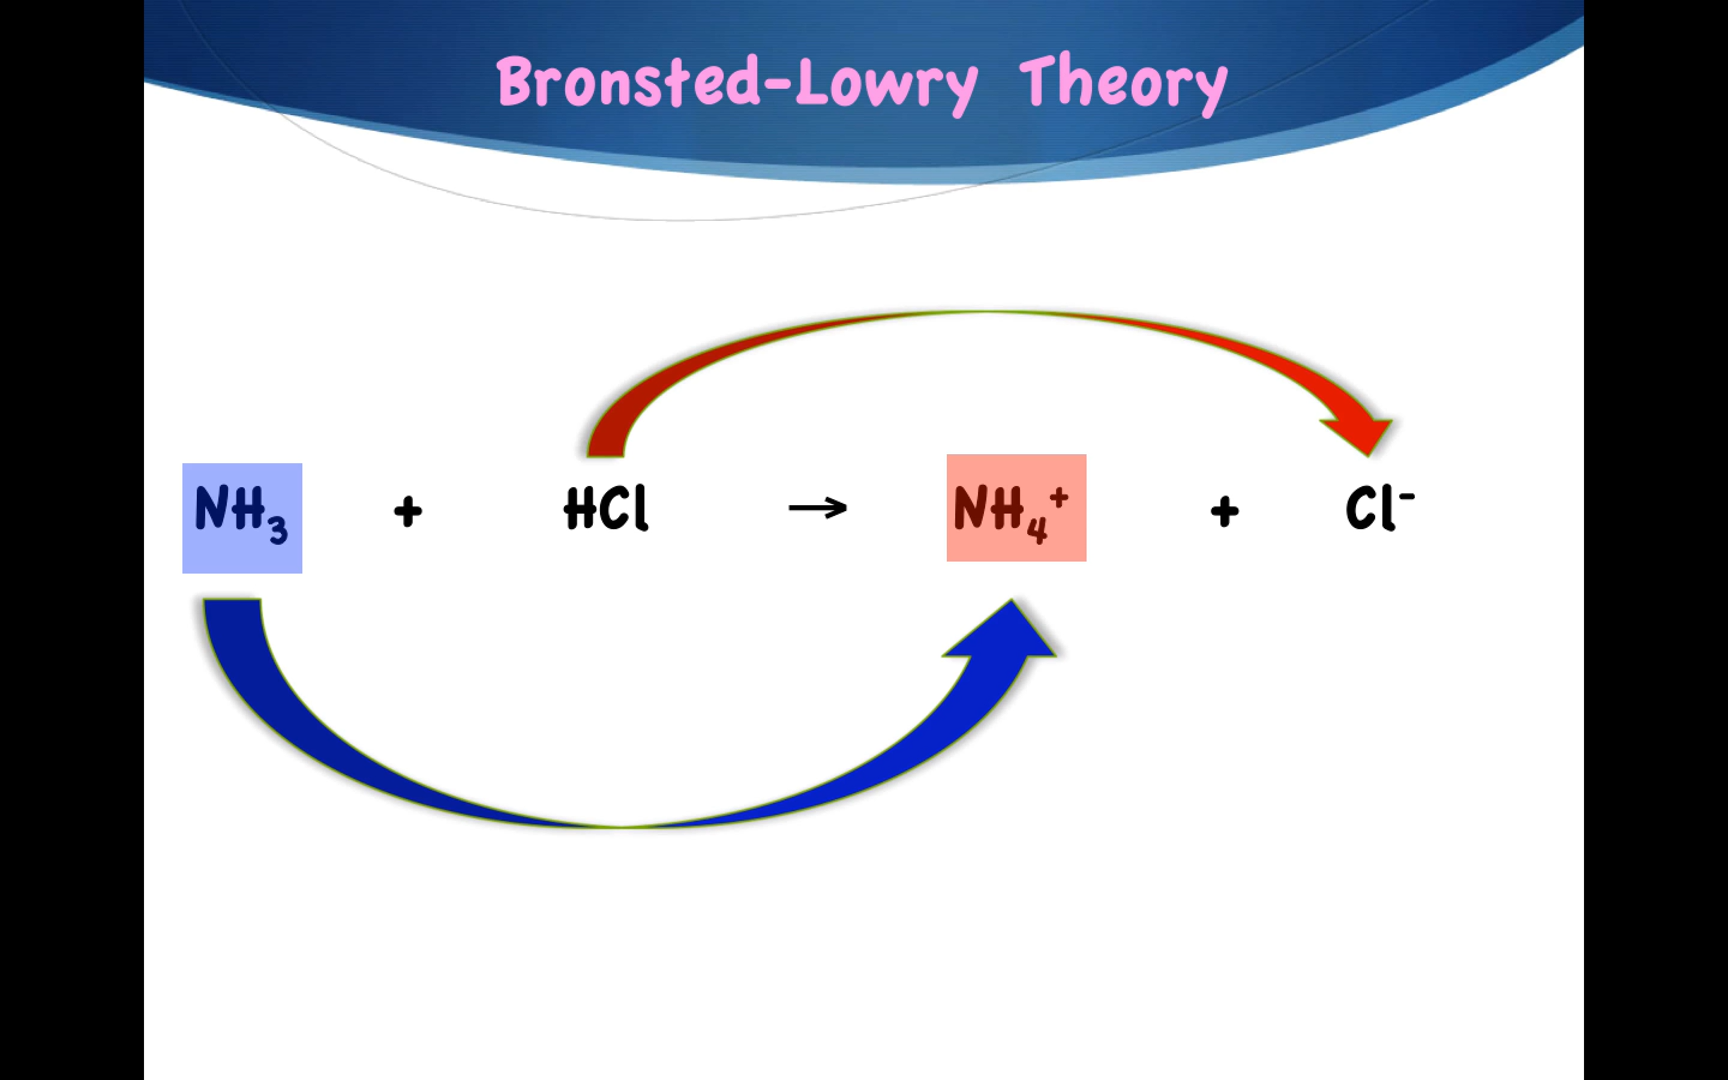 Bronsted-Lowry Theory
NH₃ + HCl → NH₄⁺ + Cl⁻